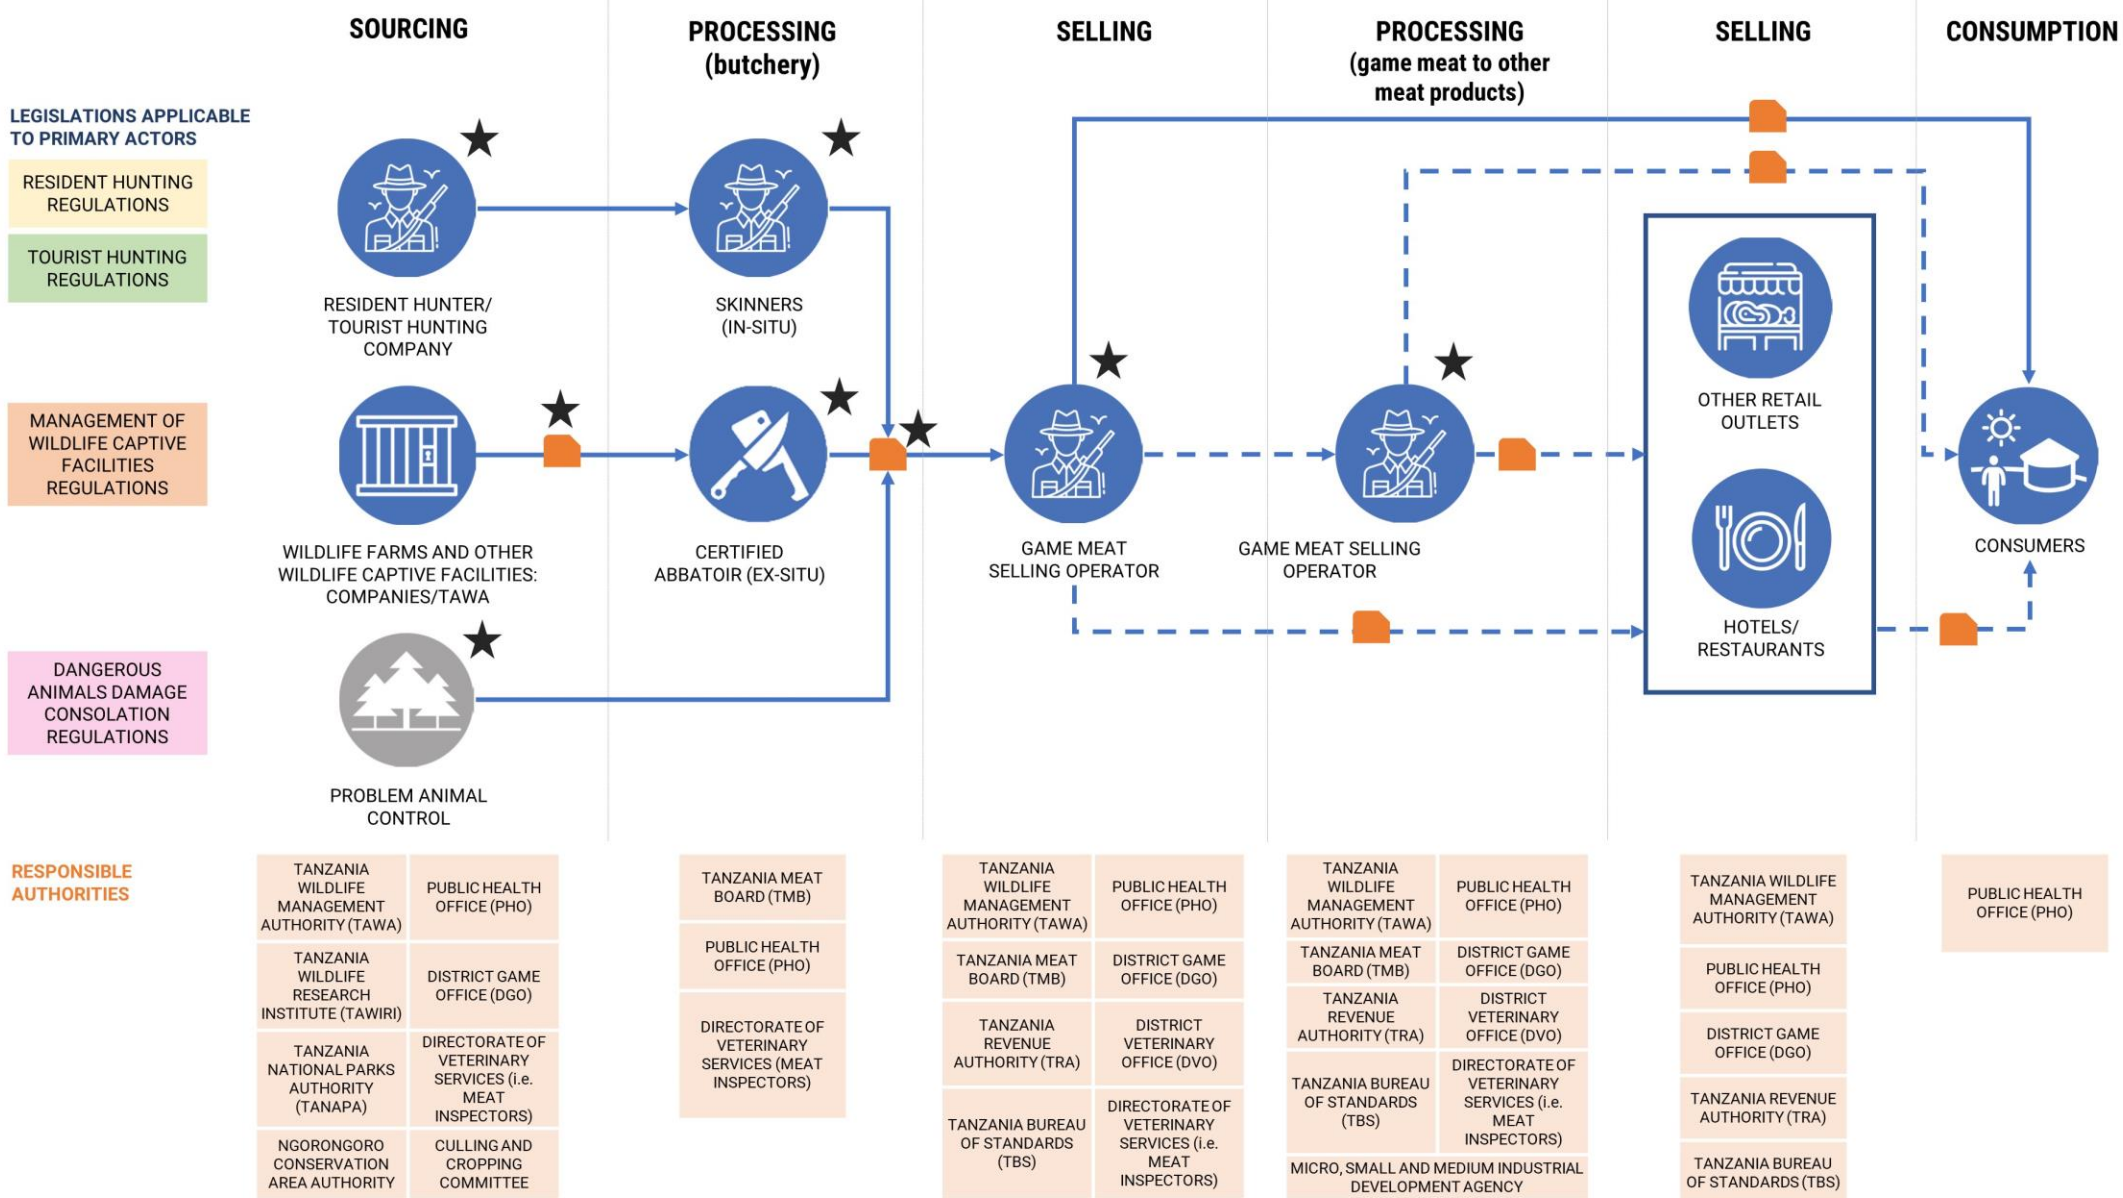 SOURCING
PROCESSING
(butchery)
SELLING
PROCESSING
(game meat to other
meat products)
SELLING
CONSUMPTION
LEGISLATIONS APPLICABLE
TO PRIMARY ACTORS
RESIDENT HUNTING
REGULATIONS
TOURIST HUNTING
REGULATIONS
MANAGEMENT OF
WILDLIFE CAPTIVE
FACILITIES
REGULATIONS
DANGEROUS
ANIMALS DAMAGE
CONSOLATION
REGULATIONS
RESIDENT HUNTER/
TOURIST HUNTING
COMPANY
SKINNERS
(IN-SITU)
WILDLIFE FARMS AND OTHER
WILDLIFE CAPTIVE FACILITIES:
COMPANIES/TAWA
CERTIFIED
ABBATOIR (EX-SITU)
GAME MEAT
SELLING OPERATOR
GAME MEAT SELLING
OPERATOR
OTHER RETAIL
OUTLETS
HOTELS/
RESTAURANTS
CONSUMERS
PROBLEM ANIMAL
CONTROL
RESPONSIBLE
AUTHORITIES
TANZANIA
WILDLIFE
MANAGEMENT
AUTHORITY (TAWA)
PUBLIC HEALTH
OFFICE (PHO)
TANZANIA
WILDLIFE
RESEARCH
INSTITUTE (TAWIRI)
DISTRICT GAME
OFFICE (DGO)
TANZANIA
NATIONAL PARKS
AUTHORITY
(TANAPA)
DIRECTORATE OF
VETERINARY
SERVICES (i.e.
MEAT
INSPECTORS)
NGORONGORO
CONSERVATION
AREA AUTHORITY
CULLING AND
CROPPING
COMMITTEE
TANZANIA MEAT
BOARD (TMB)
PUBLIC HEALTH
OFFICE (PHO)
DIRECTORATE OF
VETERINARY
SERVICES (MEAT
INSPECTORS)
TANZANIA
WILDLIFE
MANAGEMENT
AUTHORITY (TAWA)
PUBLIC HEALTH
OFFICE (PHO)
TANZANIA MEAT
BOARD (TMB)
DISTRICT GAME
OFFICE (DGO)
TANZANIA
REVENUE
AUTHORITY (TRA)
DISTRICT
VETERINARY
OFFICE (DVO)
TANZANIA BUREAU
OF STANDARDS
(TBS)
DIRECTORATE OF
VETERINARY
SERVICES (i.e.
MEAT
INSPECTORS)
TANZANIA
WILDLIFE
MANAGEMENT
AUTHORITY (TAWA)
PUBLIC HEALTH
OFFICE (PHO)
TANZANIA MEAT
BOARD (TMB)
DISTRICT GAME
OFFICE (DGO)
TANZANIA
REVENUE
AUTHORITY (TRA)
DISTRICT
VETERINARY
OFFICE (DVO)
TANZANIA BUREAU
OF STANDARDS
(TBS)
DIRECTORATE OF
VETERINARY
SERVICES (i.e.
MEAT
INSPECTORS)
MICRO, SMALL AND MEDIUM INDUSTRIAL
DEVELOPMENT AGENCY
TANZANIA WILDLIFE
MANAGEMENT
AUTHORITY (TAWA)
PUBLIC HEALTH
OFFICE (PHO)
DISTRICT GAME
OFFICE (DGO)
TANZANIA REVENUE
AUTHORITY (TRA)
TANZANIA BUREAU
OF STANDARDS (TBS)
PUBLIC HEALTH
OFFICE (PHO)